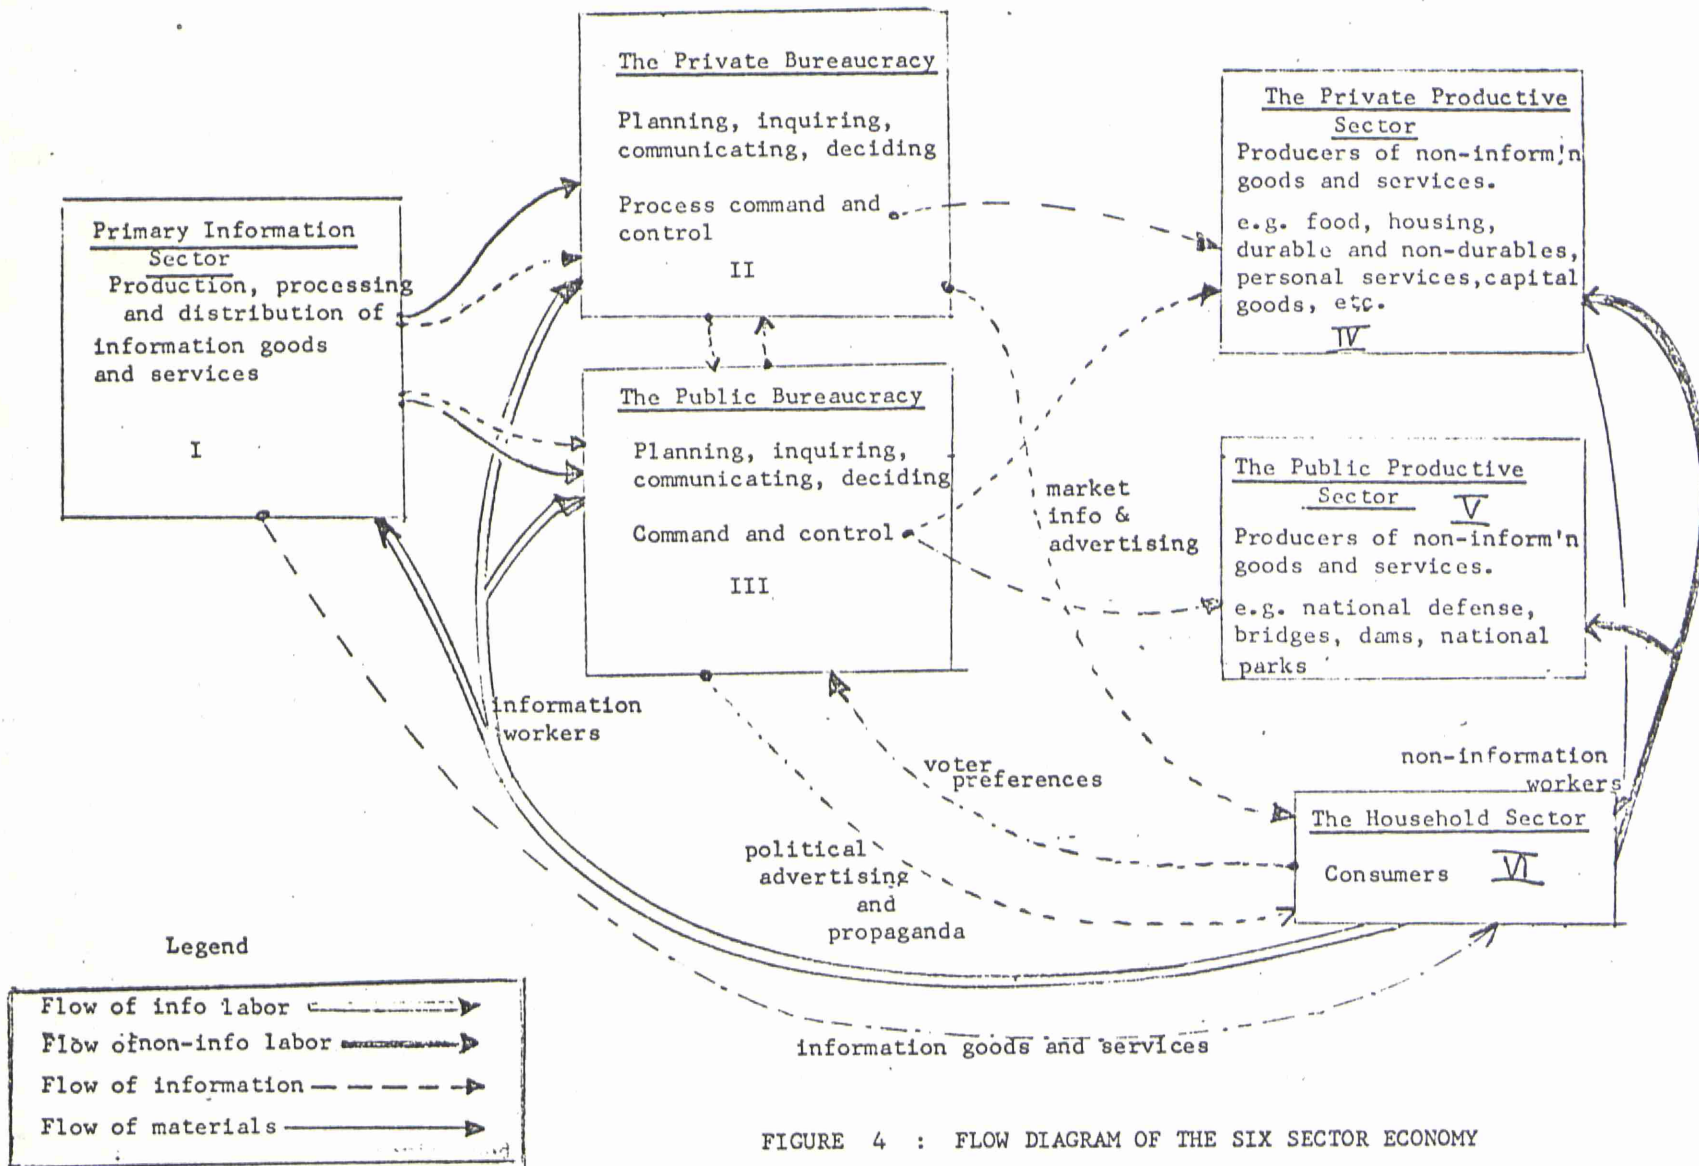 The Private Bureaucracy
Planning, inquiring,
communicating, deciding
Process command and
control
II
The Private Productive
Sector
Producers of non-inform'n
goods and services.
e.g. food, housing,
durable and non-durables,
personal services, capital
goods, etc.
IV
Primary Information
Sector
Production, processing
and distribution of
information goods
and services
I
The Public Bureaucracy
Planning, inquiring,
communicating, deciding
Command and control
III
market
info &
advertising
The Public Productive
Sector V
Producers of non-inform'n
goods and services.
e.g. national defense,
bridges, dams, national
parks
information
workers
voter
preferences
non-information
workers
political
advertising
and
propaganda
The Household Sector
Consumers VI
information goods and services
Legend
Flow of info labor
Flow of non-info labor
Flow of information
Flow of materials
FIGURE 4 : FLOW DIAGRAM OF THE SIX SECTOR ECONOMY